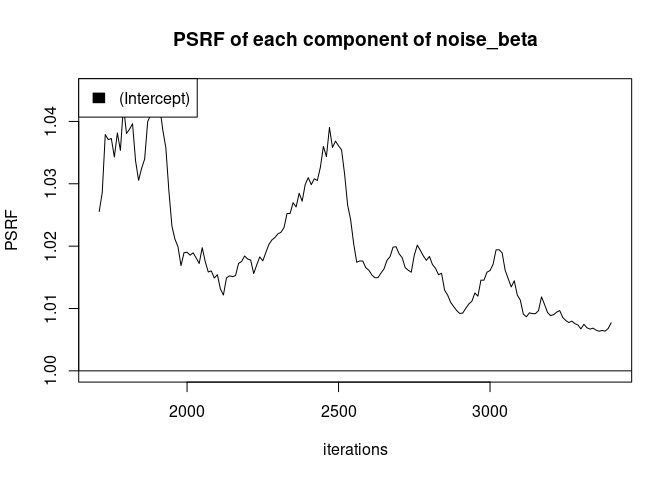 PSRF of each component of noise_beta
(Intercept)
PSRF
1.04
1.03
1.02
1.01
1.00
2000 2500 3000
iterations